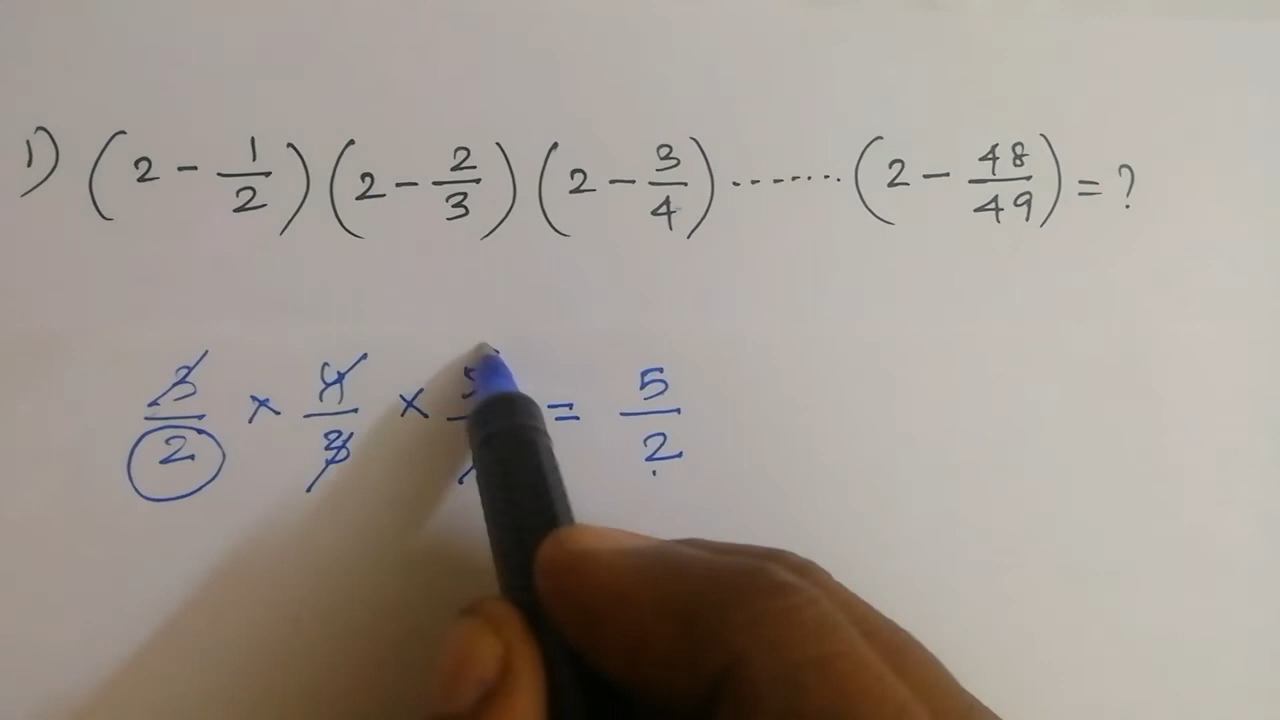 1) (2 - 1/2) (2 - 2/3) (2 - 3/4) ........ (2 - 48/49) = ?
3/2 × 4/3 × 5 = 5/2